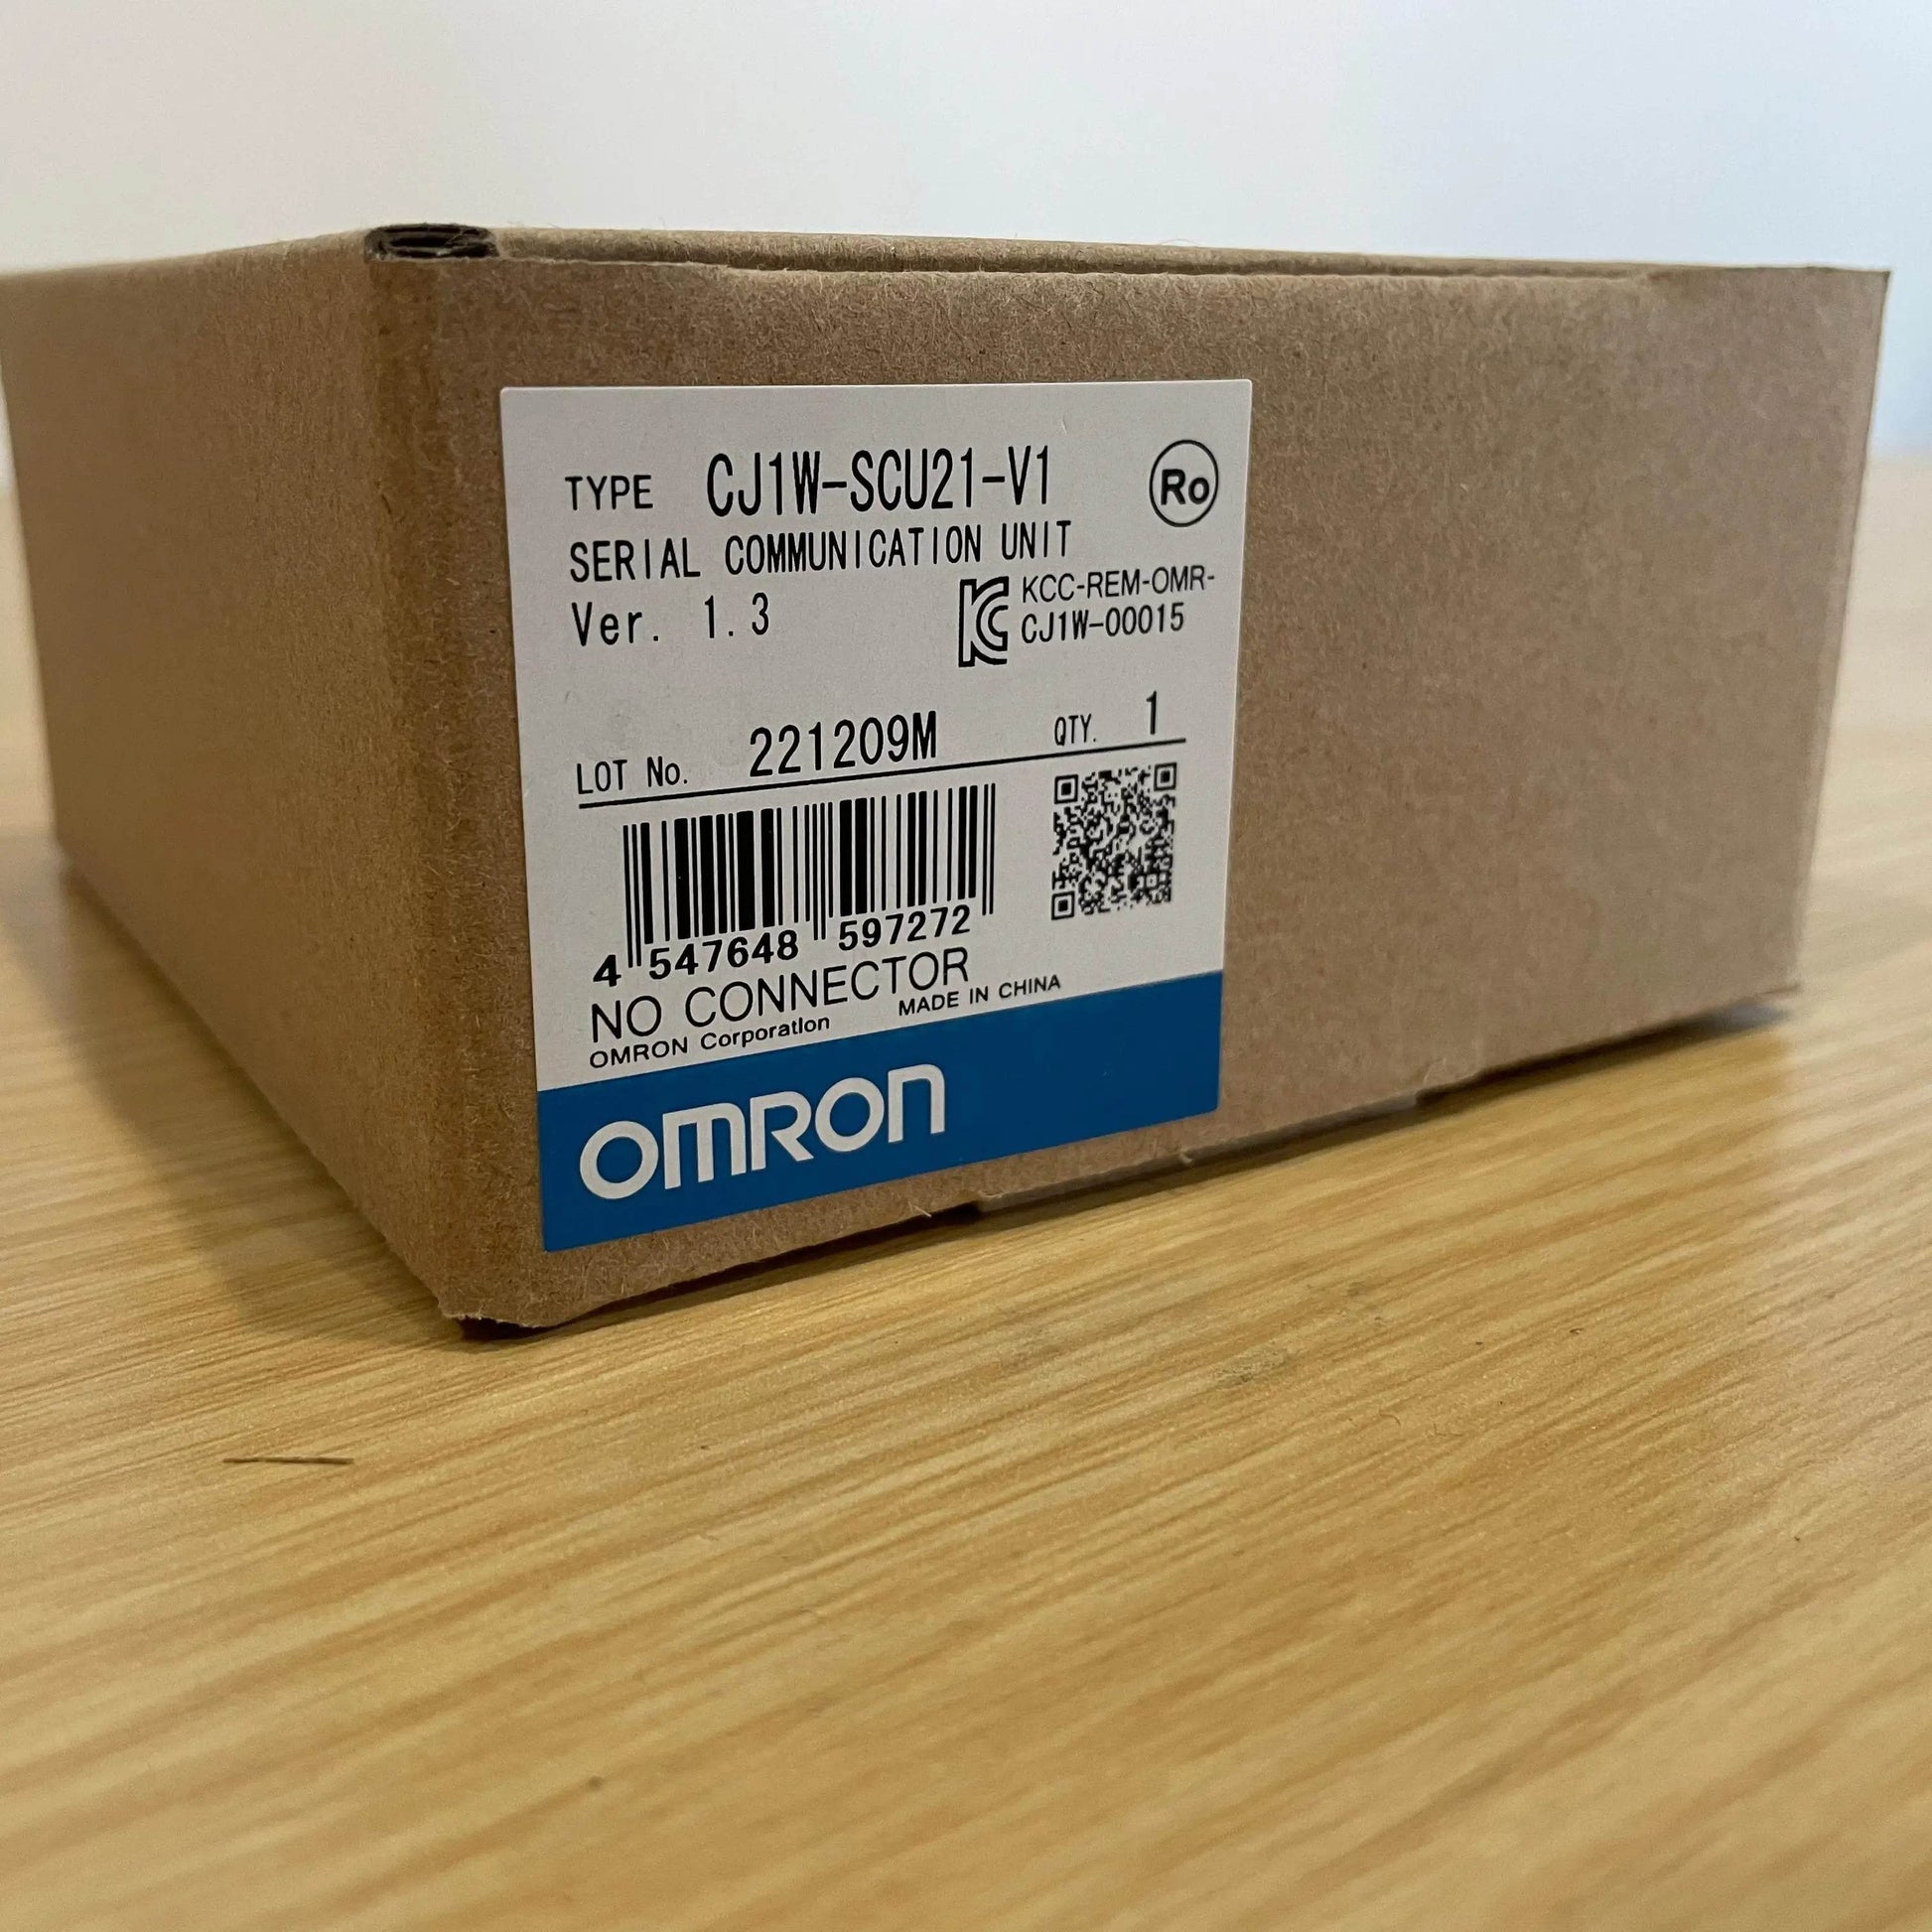 TYPE CJ1W-SCU21-V1 Ro
SERIAL COMMUNICATION UNIT
Ver. 1.3
KCC-REM-OMR-
CJ1W-00015
LOT No. 221209M QTY. 1
4 547648 597272
NO CONNECTOR
OMRON Corporation MADE IN CHINA
OMRON